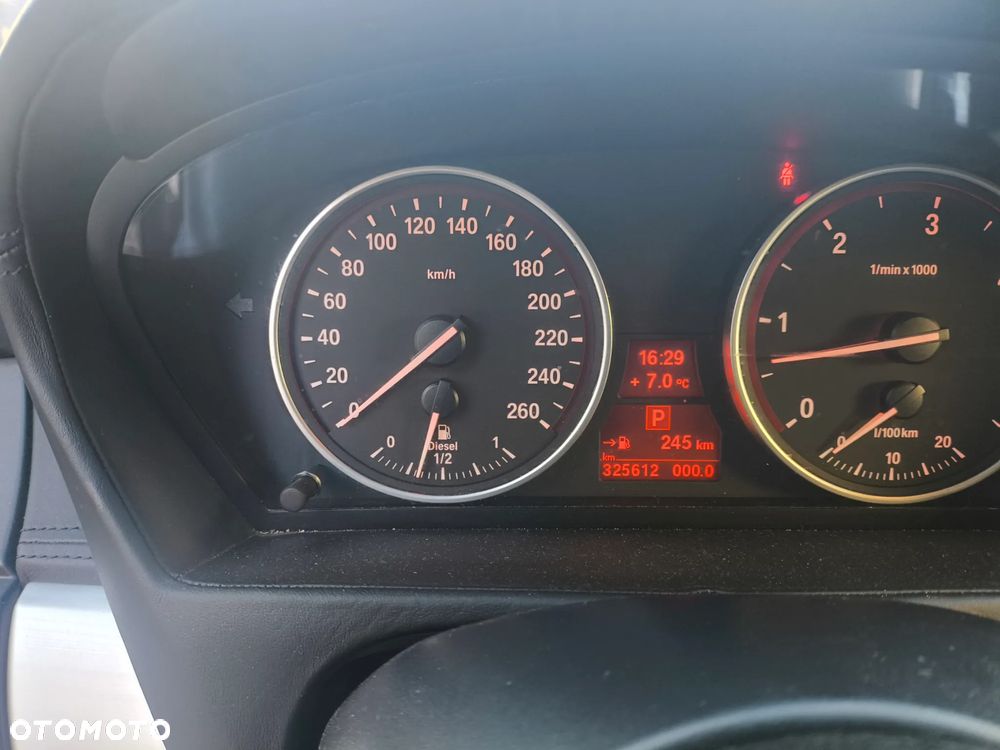 0
20
40
60
80
100
120
140
160
180
200
220
240
260
km/h
Diesel
0 1/2 1
16:29
+ 7.0 °C
P
245 km
km
325612 000.0
0
1
2
3
1/min x 1000
l/100km
0 10 20
OTOMOTO